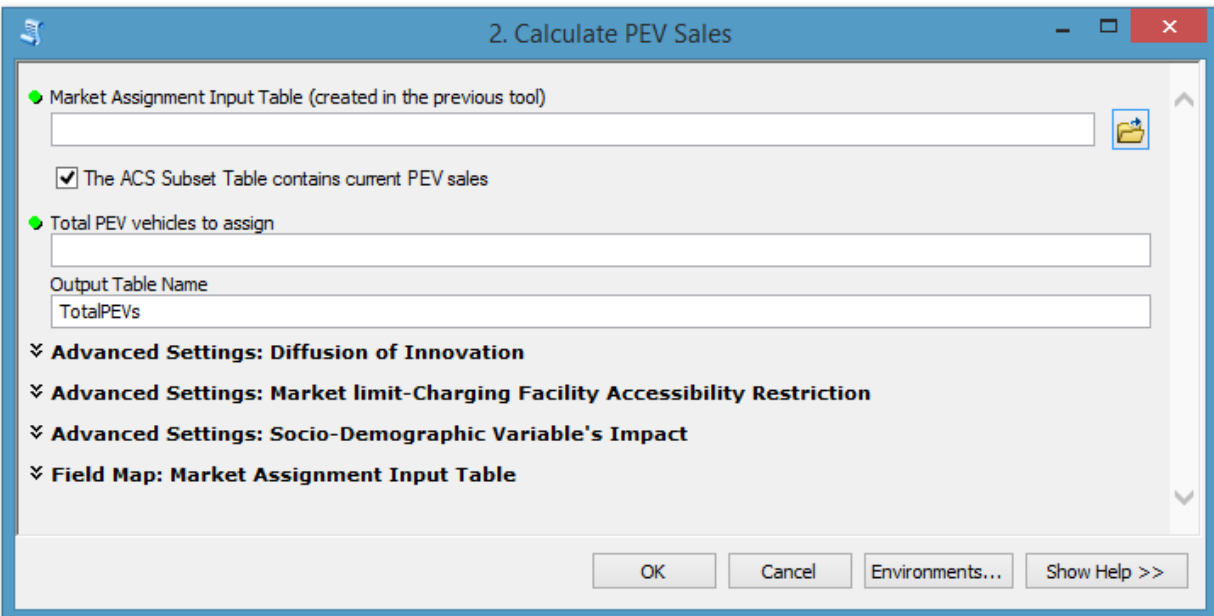 2. Calculate PEV Sales
Market Assignment Input Table (created in the previous tool)
The ACS Subset Table contains current PEV sales
Total PEV vehicles to assign
Output Table Name
TotalPEVs
Advanced Settings: Diffusion of Innovation
Advanced Settings: Market limit-Charging Facility Accessibility Restriction
Advanced Settings: Socio-Demographic Variable's Impact
Field Map: Market Assignment Input Table
OK Cancel Environments... Show Help >>